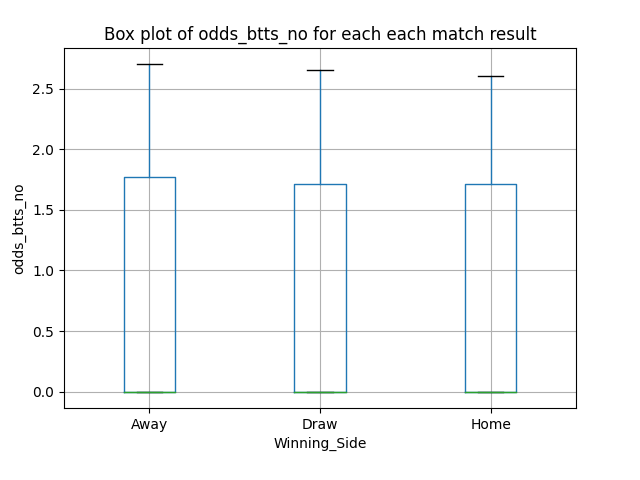 Box plot of odds_btts_no for each each match result
2.5
2.0
1.5
1.0
0.5
0.0
odds_btts_no
Away Draw Home
Winning_Side